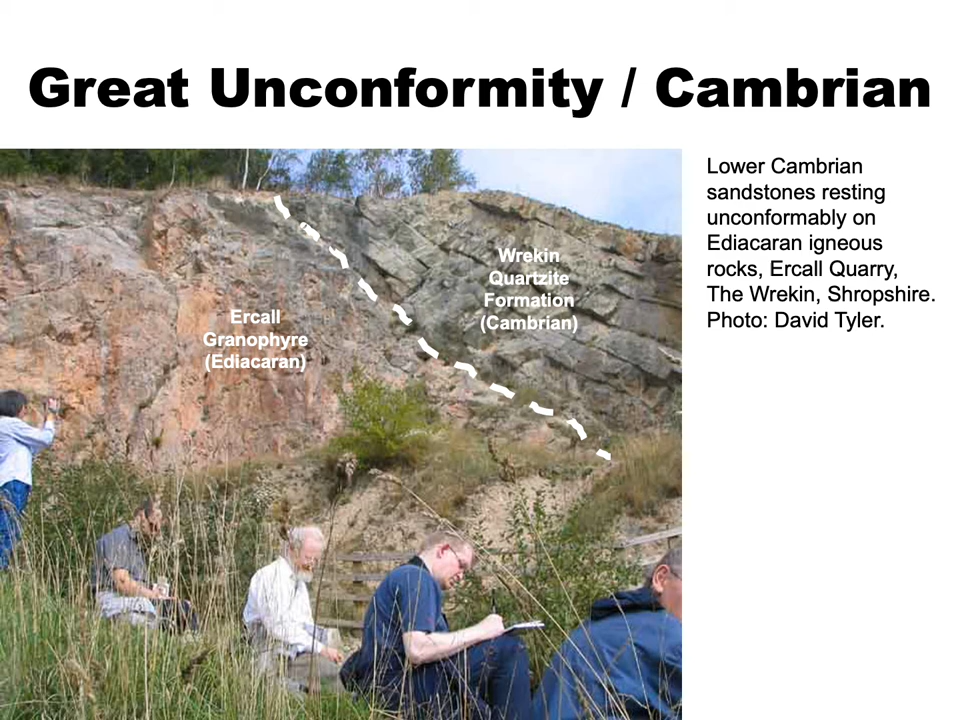 Great Unconformity / Cambrian
Lower Cambrian
sandstones resting
unconformably on
Ediacaran igneous
rocks, Ercall Quarry,
The Wrekin, Shropshire.
Photo: David Tyler.
Wrekin
Quartzite
Formation
(Cambrian)
Ercall
Granophyre
(Ediacaran)